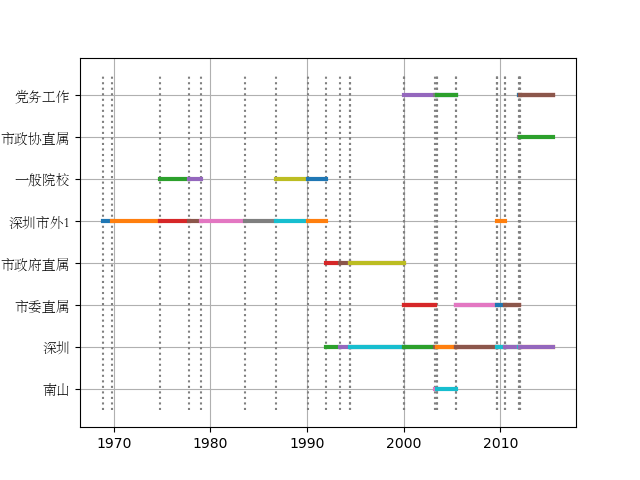 党务工作
市政协直属
一般院校
深圳市外1
市政府直属
市委直属
深圳
南山
1970 1980 1990 2000 2010